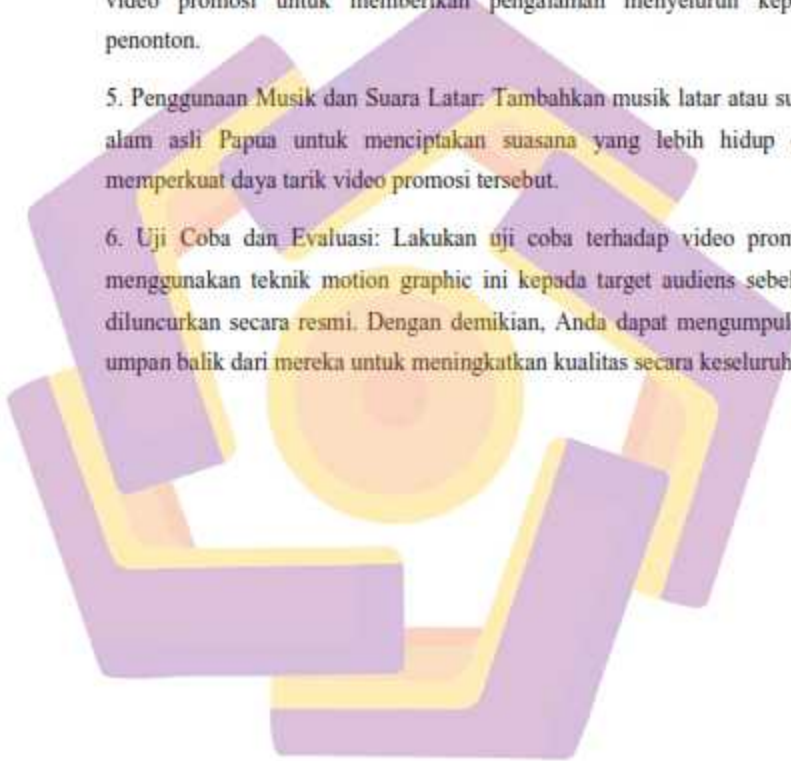 video promosi untuk memberikan pengalaman menyeluruh kep
penonton.
5. Penggunaan Musik dan Suara Latar: Tambahkan musik latar atau su
alam asli Papua untuk menciptakan suasana yang lebih hidup
memperkuat daya tarik video promosi tersebut.
6. Uji Coba dan Evaluasi: Lakukan uji coba terhadap video prom
menggunakan teknik motion graphic ini kepada target audiens sebel
diluncurkan secara resmi. Dengan demikian, Anda dapat mengumpul
umpan balik dari mereka untuk meningkatkan kualitas secara keseluruh